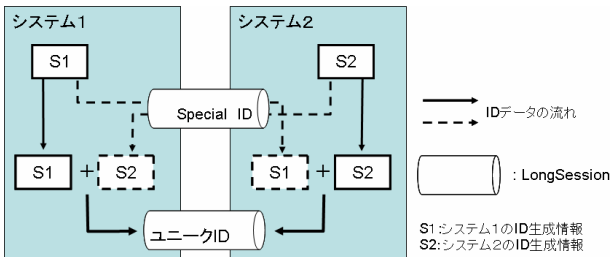 システム1
システム2
S1
S2
Special ID
IDデータの流れ
S1 + S2
S1 + S2
: LongSession
ユニークID
S1:システム1のID生成情報
S2:システム2のID生成情報